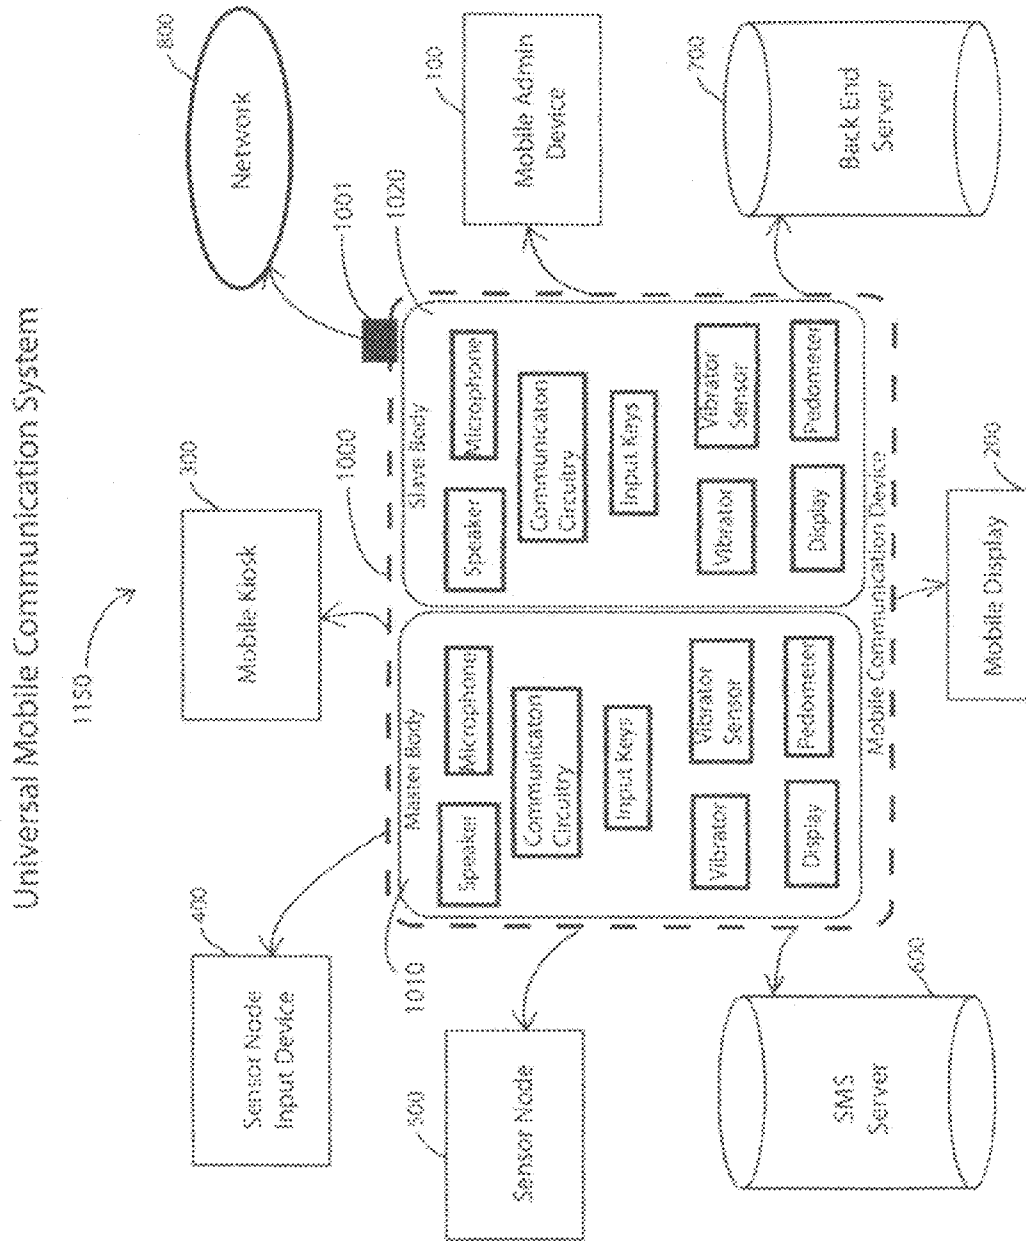 Universal Mobile Communication System
1150
400
Sensor Node
Input Device
300
Mobile Kiosk
800
Network
1000
1001
1010
1020
Master Body
Speaker
Microphone
Communicaton
Circuitry
Input Keys
Vibrator
Vibrator
Sensor
Display
Pedometer
Slave Body
Speaker
Microphone
Communicaton
Circuitry
Input Keys
Vibrator
Vibrator
Sensor
Display
Pedometer
Mobile Communication Device
500
Sensor Node
100
Mobile Admin
Device
600
SMS
Server
200
Mobile Display
700
Back End
Server